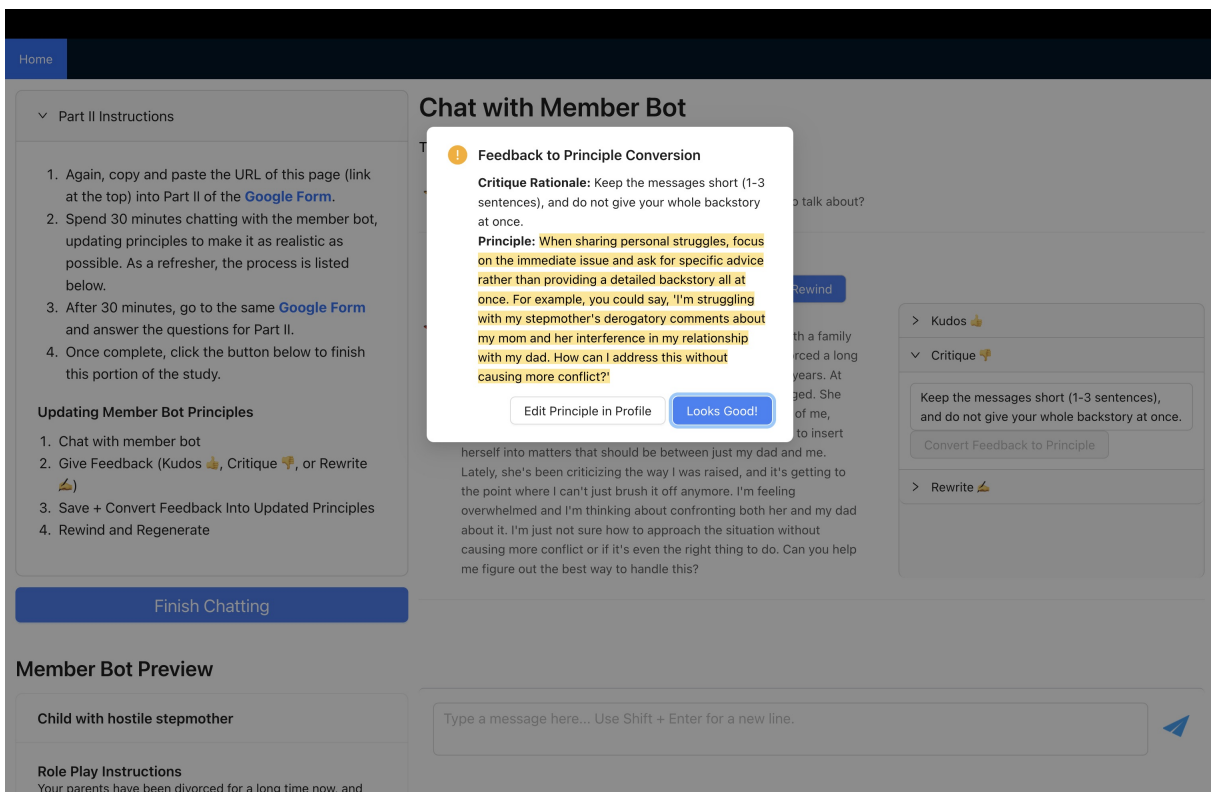 Home
Part II Instructions
1. Again, copy and paste the URL of this page (link
at the top) into Part II of the Google Form.
2. Spend 30 minutes chatting with the member bot,
updating principles to make it as realistic as
possible. As a refresher, the process is listed
below.
3. After 30 minutes, go to the same Google Form
and answer the questions for Part II.
4. Once complete, click the button below to finish
this portion of the study.
Updating Member Bot Principles
1. Chat with member bot
2. Give Feedback (Kudos 👍, Critique 👎, or Rewrite
✍️)
3. Save + Convert Feedback Into Updated Principles
4. Rewind and Regenerate
Finish Chatting
Member Bot Preview
Child with hostile stepmother
Role Play Instructions
Your parents have been divorced for a long time now, and
Chat with Member Bot
talk about?
Feedback to Principle Conversion
Critique Rationale: Keep the messages short (1-3
sentences), and do not give your whole backstory
at once.
Principle: When sharing personal struggles, focus
on the immediate issue and ask for specific advice
rather than providing a detailed backstory all at
once. For example, you could say, 'I'm struggling
with my stepmother's derogatory comments about
my mom and her interference in my relationship
with my dad. How can I address this without
causing more conflict?'
Edit Principle in Profile
Looks Good!
Rewind
a family
a long
years. At
She
of me,
to insert
herself into matters that should be between just my dad and me.
Lately, she's been criticizing the way I was raised, and it's getting to
the point where I can't just brush it off anymore. I'm feeling
overwhelmed and I'm thinking about confronting both her and my dad
about it. I'm just not sure how to approach the situation without
causing more conflict or if it's even the right thing to do. Can you help
me figure out the best way to handle this?
Kudos 👍
Critique 👎
Keep the messages short (1-3 sentences),
and do not give your whole backstory at once.
Convert Feedback to Principle
Rewrite ✍️
Type a message here... Use Shift + Enter for a new line.